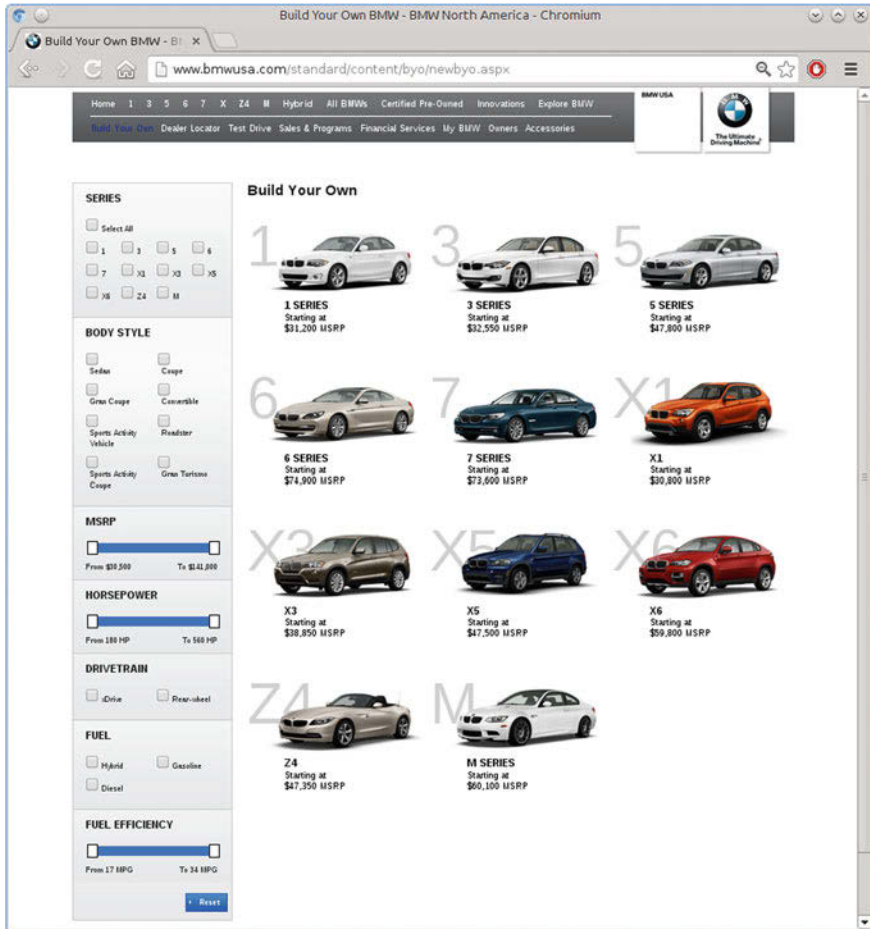 Build Your Own BMW - BMW North America - Chromium
Build Your Own BMW - B
www.bmwusa.com/standard/content/byo/newbyo.aspx
Home 1 3 5 6 7 X Z4 M Hybrid All BMWs Certified Pre-Owned Innovations Explore BMW
BMW USA
Build Your Own Dealer Locator Test Drive Sales & Programs Financial Services My BMW Owners Accessories
BMW
The Ultimate
Driving Machine®
SERIES
Select All
1 3 5 6
7 X1 X3 X5
X6 Z4 M
BODY STYLE
Sedan Coupe
Gran Coupe Convertible
Sports Activity Vehicle Roadster
Sports Activity Coupe Gran Turismo
MSRP
From $30,500 To $141,000
HORSEPOWER
From 180 HP To 560 HP
DRIVETRAIN
xDrive Rear-wheel
FUEL
Hybrid Gasoline
Diesel
FUEL EFFICIENCY
From 17 MPG To 34 MPG
Reset
Build Your Own
1
1 SERIES
Starting at
$31,200 MSRP
3
3 SERIES
Starting at
$32,550 MSRP
5
5 SERIES
Starting at
$47,800 MSRP
6
6 SERIES
Starting at
$74,900 MSRP
7
7 SERIES
Starting at
$73,600 MSRP
X1
X1
Starting at
$30,800 MSRP
X3
X3
Starting at
$38,850 MSRP
X5
X5
Starting at
$47,500 MSRP
X6
X6
Starting at
$59,800 MSRP
Z4
Z4
Starting at
$47,350 MSRP
M
M SERIES
Starting at
$60,100 MSRP